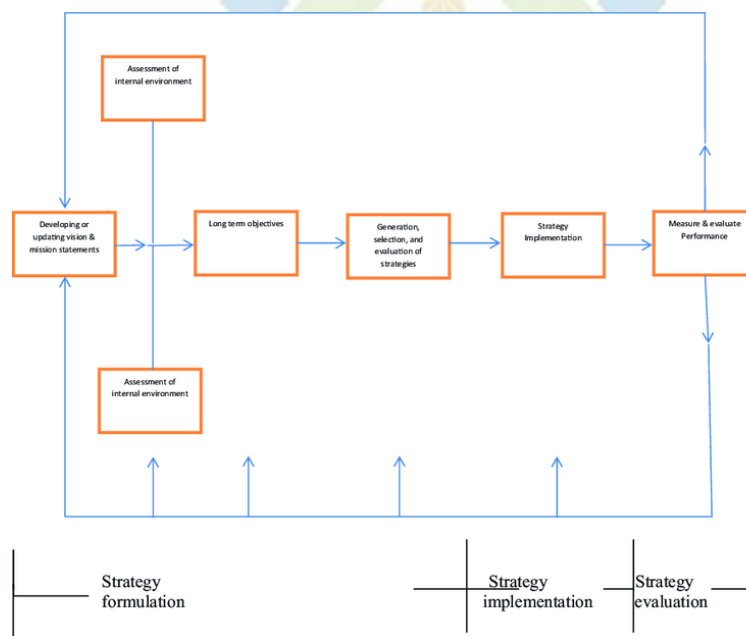 Assessment of
internal environment
Developing or
updating vision &
mission statements
Long term objectives
Generation,
selection, and
evaluation of
strategies
Strategy
Implementation
Measure & evaluate
Performance
Assessment of
internal environment
Strategy
formulation
Strategy
implementation
Strategy
evaluation